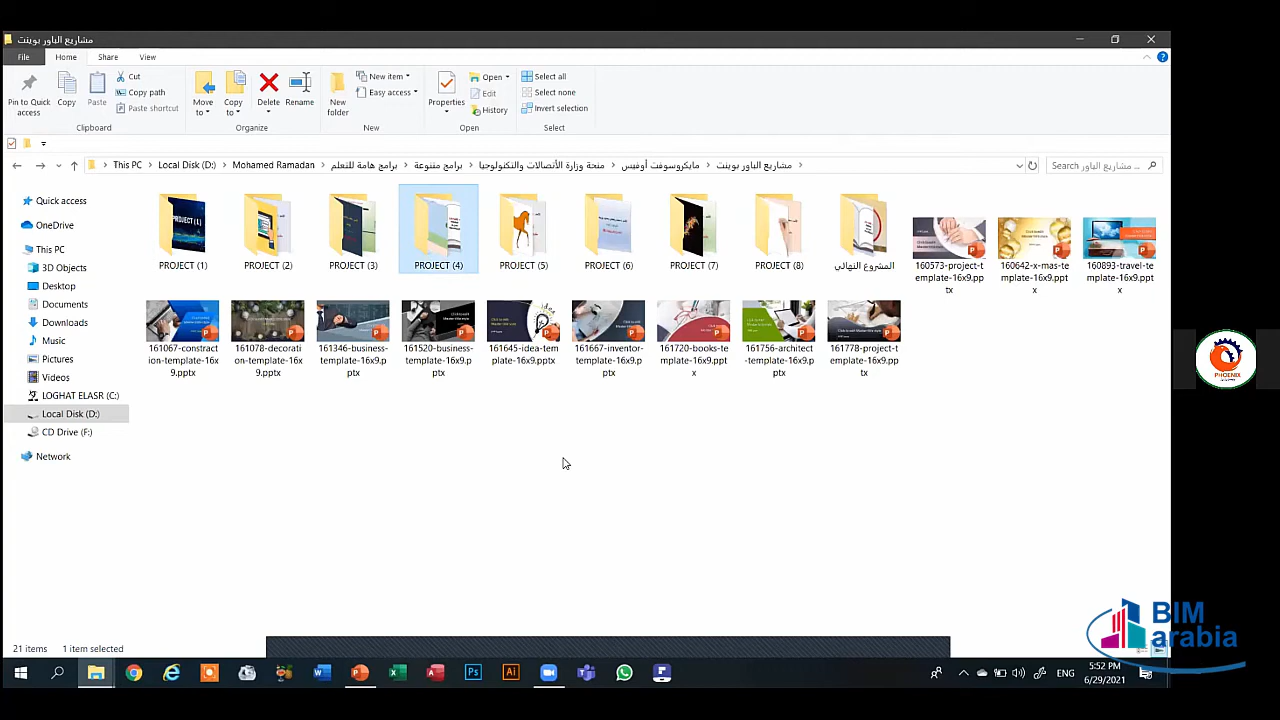 مشاريع الباور بوينت
File Home Share View
Pin to Quick access
Copy
Paste
Cut
Copy path
Paste shortcut
Clipboard
Move to
Copy to
Delete
Rename
Organize
New folder
New item
Easy access
New
Properties
Open
Edit
History
Open
Select all
Select none
Invert selection
Select
This PC Local Disk (D:) Mohamed Ramadan برامج هامة للتعلم برامج متنوعة منحة وزارة الأتصالات والتكنولوجيا مايكروسوفت أوفيس مشاريع الباور بوينت
Search مشاريع الباور بوينت ...
Quick access
OneDrive
This PC
3D Objects
Desktop
Documents
Downloads
Music
Pictures
Videos
LOGHAT ELASR (C:)
Local Disk (D:)
CD Drive (F:)
Network
PROJECT (1)
PROJECT (2)
PROJECT (3)
PROJECT (4)
PROJECT (5)
PROJECT (6)
PROJECT (7)
PROJECT (8)
المشروع النهائي
160573-project-template-16x9.pptx
160642-x-mas-template-16x9.pptx
160893-travel-template-16x9.pptx
161067-construction-template-16x9.pptx
161078-decoration-template-16x9.pptx
161346-business-template-16x9.pptx
161520-business-template-16x9.pptx
161645-idea-template-16x9.pptx
161667-inventor-template-16x9.pptx
161720-books-template-16x9.pptx
161756-architect-template-16x9.pptx
161778-project-template-16x9.pptx
PHOENIX
BIM
arabia
21 items 1 item selected
ENG
5:52 PM
6/29/2021